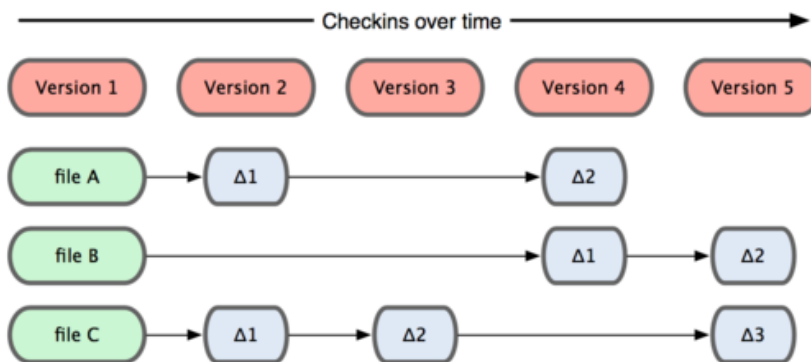 Checkins over time
Version 1 Version 2 Version 3 Version 4 Version 5
file A Δ1 Δ2
file B Δ1 Δ2
file C Δ1 Δ2 Δ3